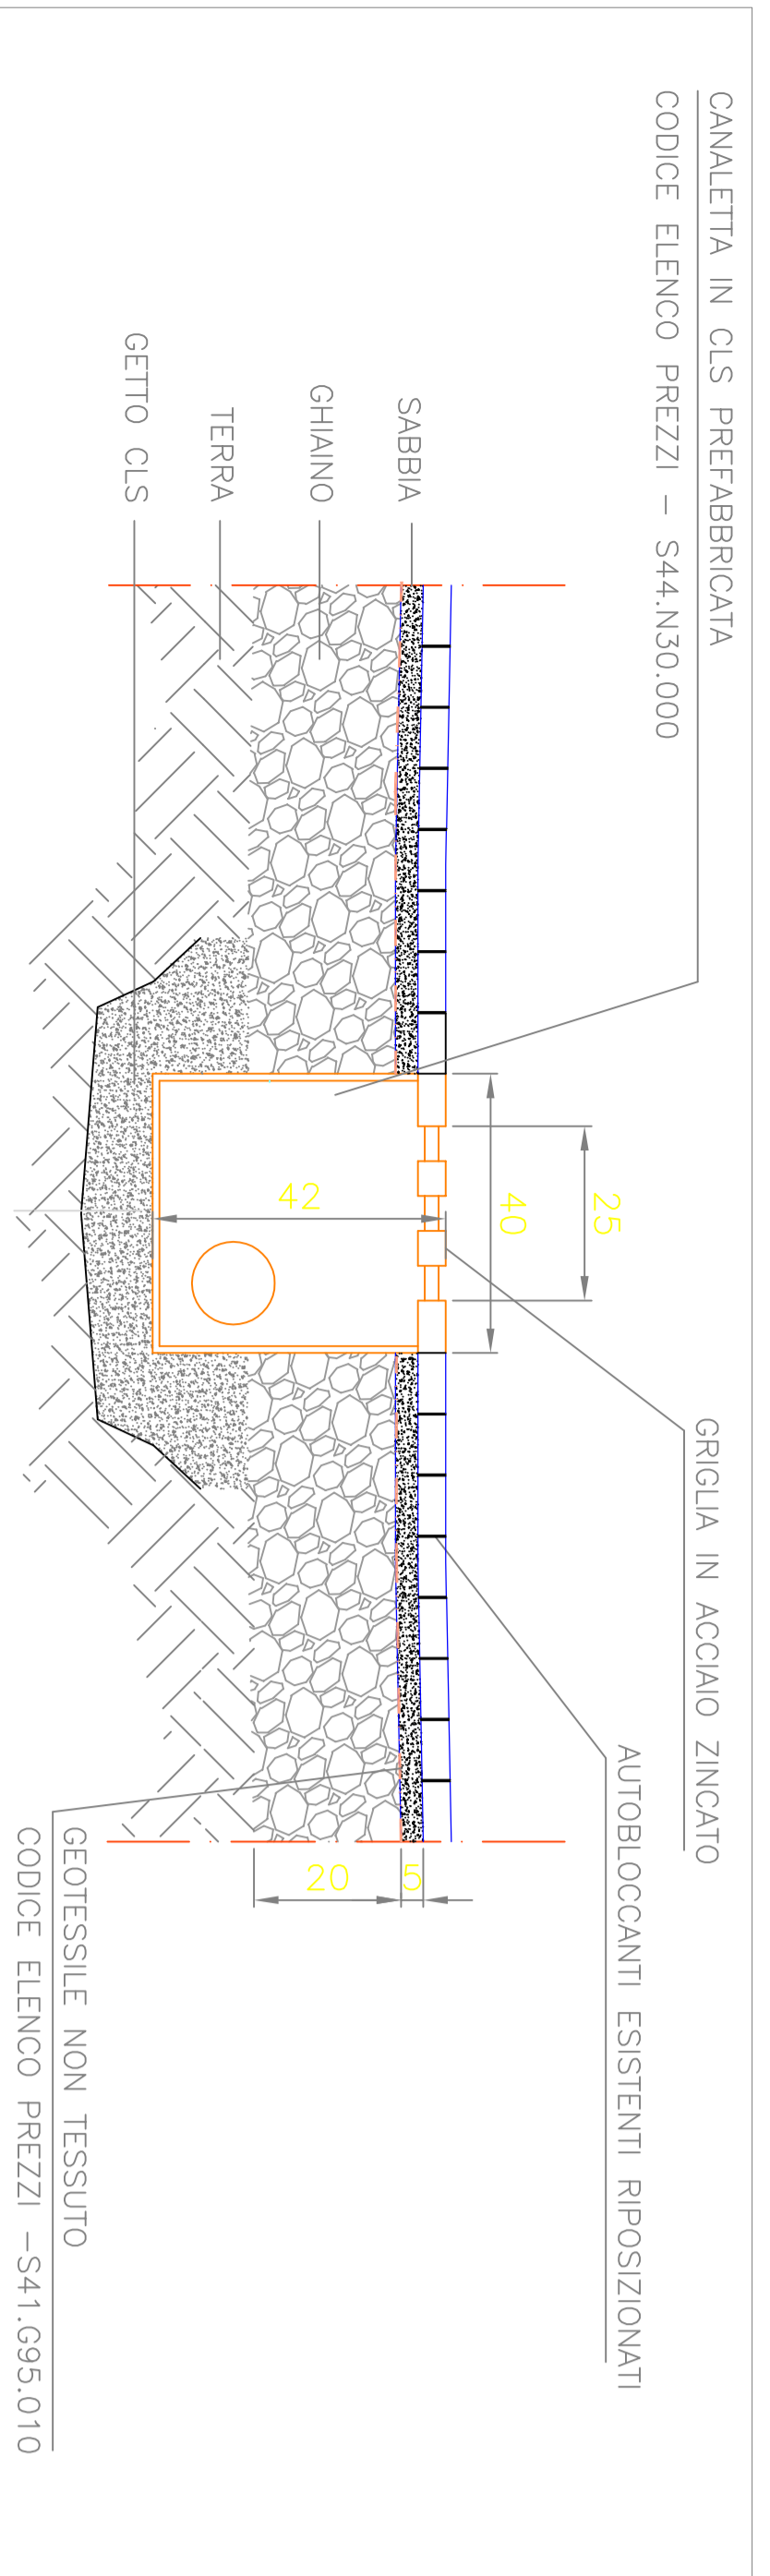 CANALETTA IN CLS PREFABBRICATA
CODICE ELENCO PREZZI - S44.N30.000
GRIGLIA IN ACCIAIO ZINCATO
AUTOBLOCCANTI ESISTENTI RIPOSIZIONATI
25
40
42
SABBIA
GHIAINO
TERRA
GETTO CLS
5
20
GEOTESSILE NON TESSUTO
CODICE ELENCO PREZZI -S41.G95.010